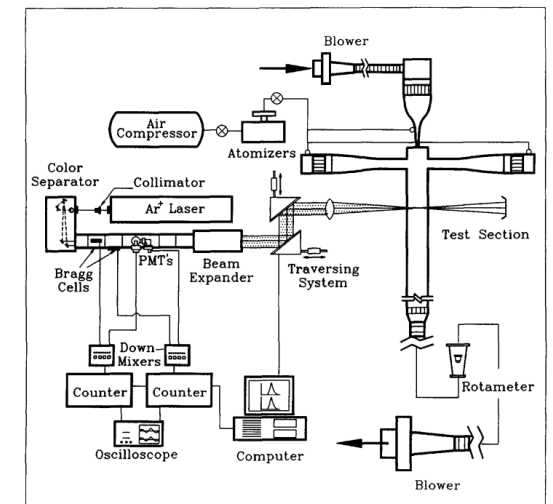 Blower
Air
Compressor
Atomizers
Color
Separator
Collimator
Ar+ Laser
Test Section
Bragg
Cells
PMT's
Beam
Expander
Traversing
System
Down-
Mixers
Counter
Counter
Rotameter
Oscilloscope
Computer
Blower